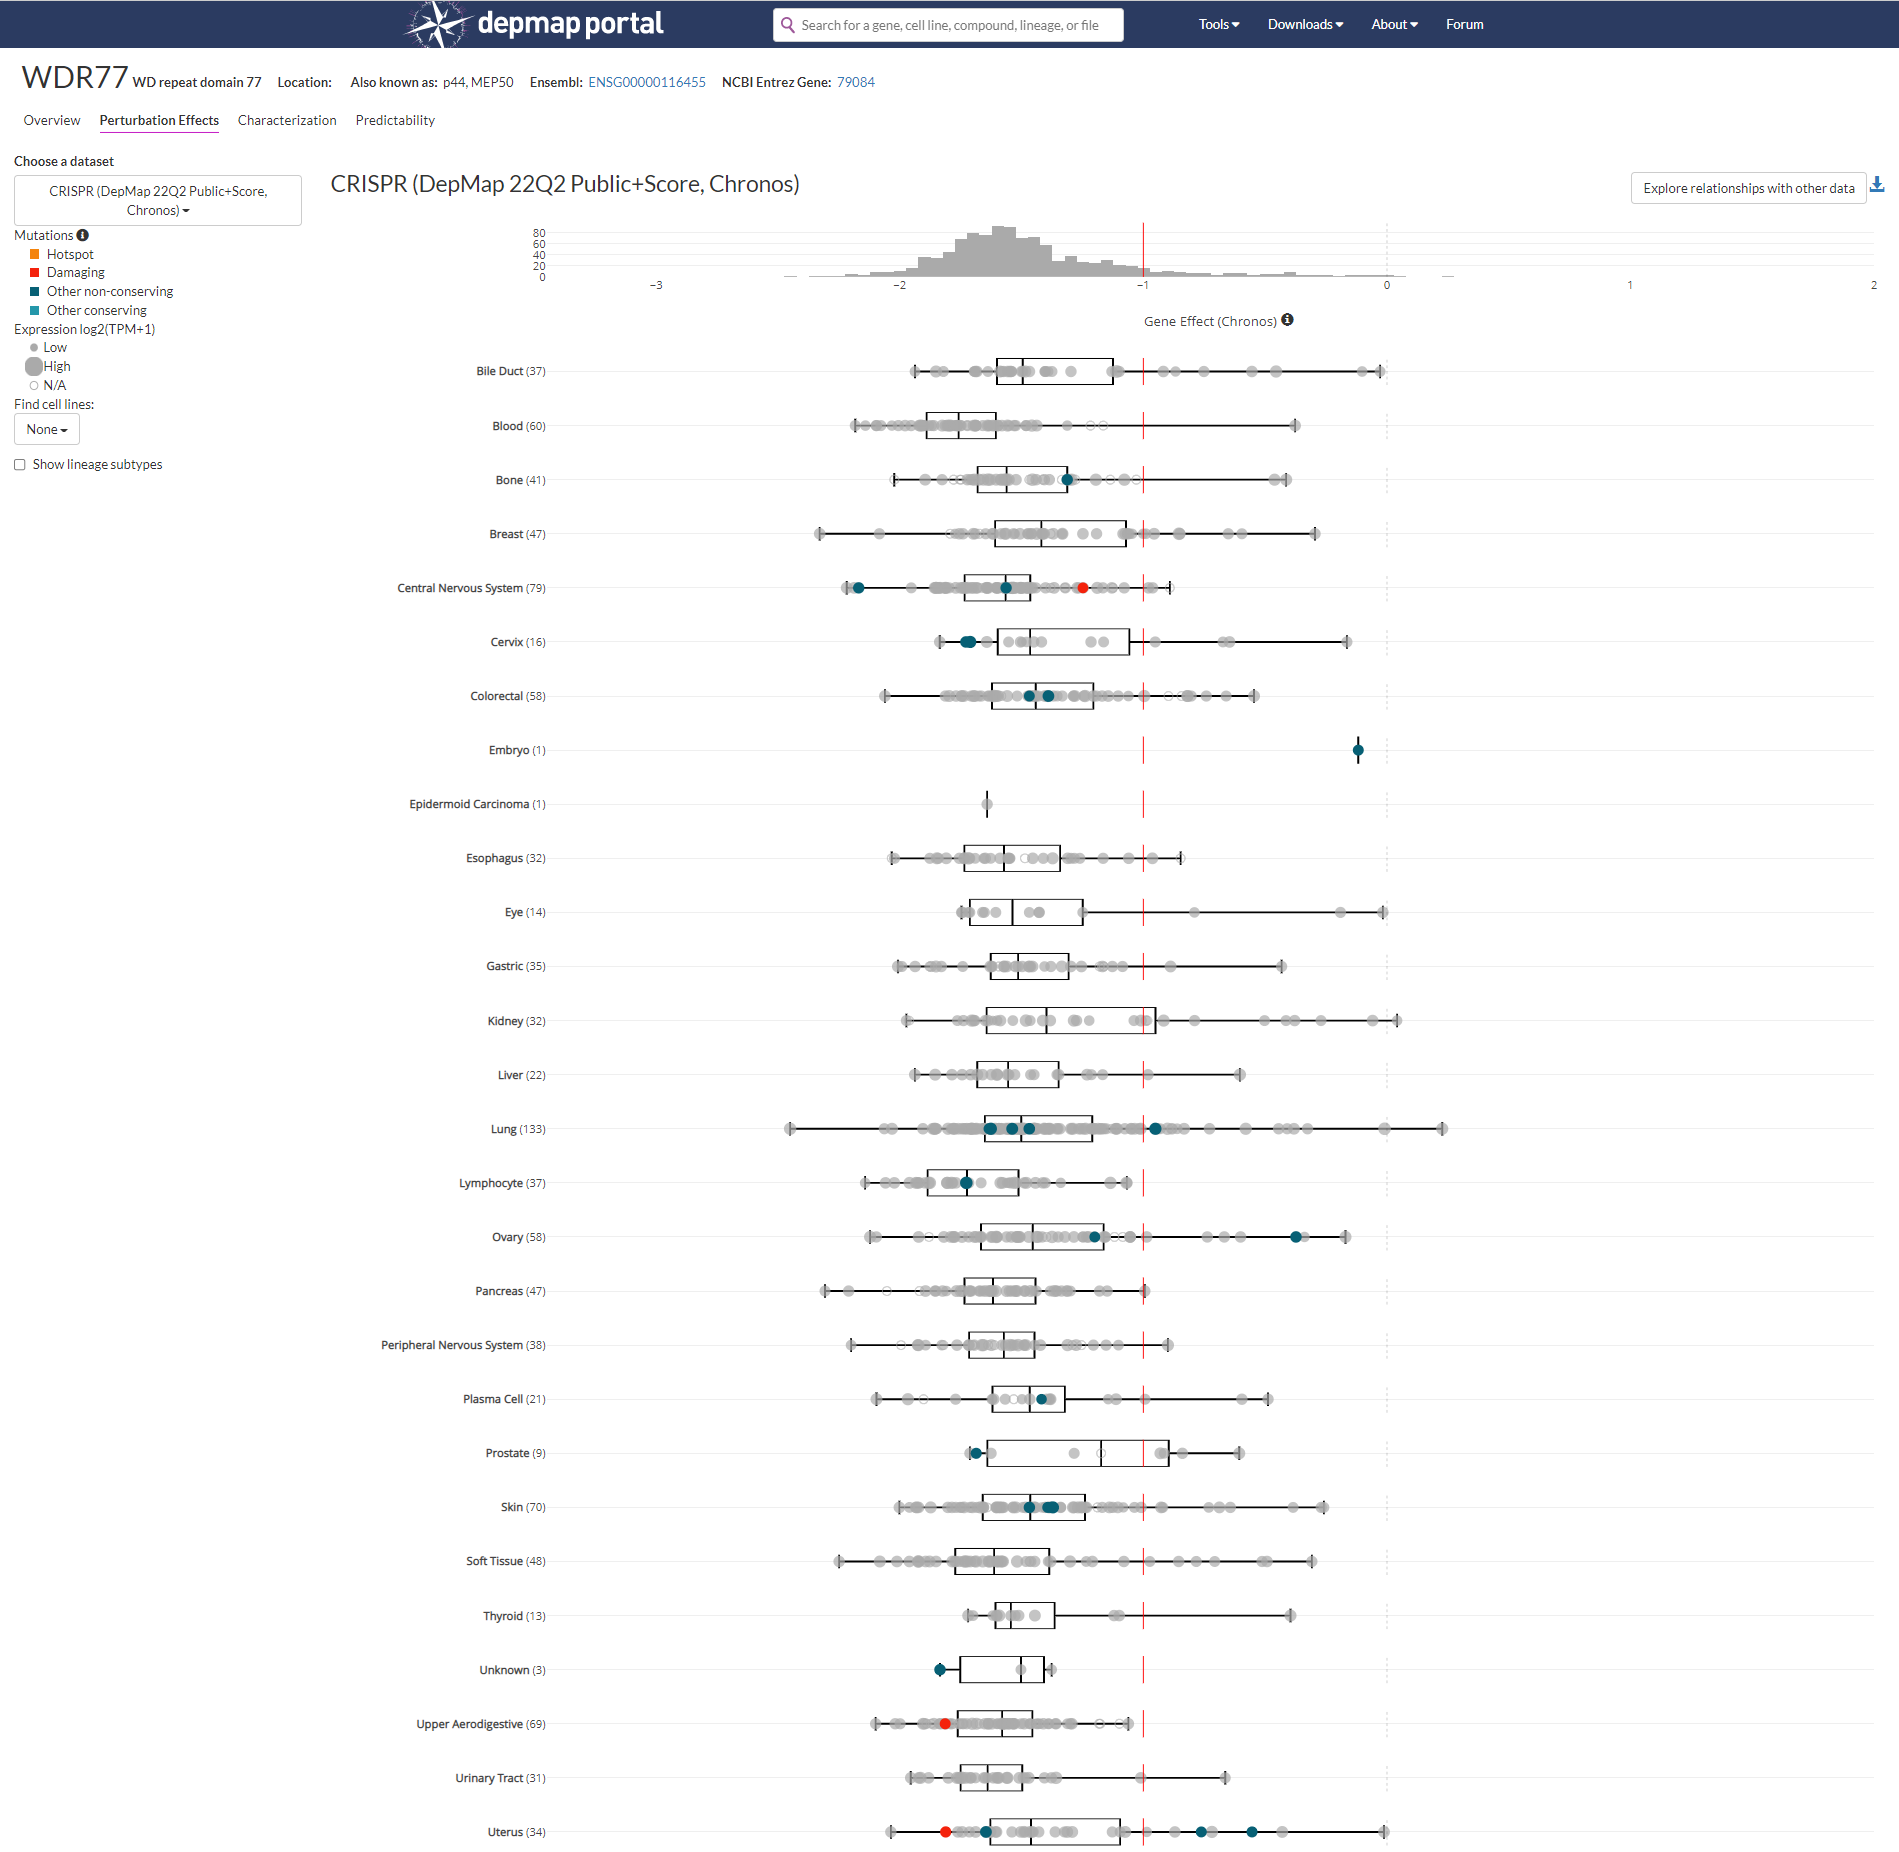 depmap portal
Search for a gene, cell line, compound, lineage, or file
Tools
Downloads
About
Forum
WDR77 WD repeat domain 77 Location: Also known as: p44, MEP50 Ensembl: ENSG00000116455 NCBI Entrez Gene: 79084
Overview Perturbation Effects Characterization Predictability
Choose a dataset
CRISPR (DepMap 22Q2 Public+Score, Chronos)
Mutations
Hotspot
Damaging
Other non-conserving
Other conserving
Expression log2(TPM+1)
Low
High
N/A
Find cell lines:
None
Show lineage subtypes
CRISPR (DepMap 22Q2 Public+Score, Chronos)
Explore relationships with other data
80
60
40
20
0
−3 −2 −1 0 1 2
Gene Effect (Chronos)
Bile Duct (37)
Blood (60)
Bone (41)
Breast (47)
Central Nervous System (79)
Cervix (16)
Colorectal (58)
Embryo (1)
Epidermoid Carcinoma (1)
Esophagus (32)
Eye (14)
Gastric (35)
Kidney (32)
Liver (22)
Lung (133)
Lymphocyte (37)
Ovary (58)
Pancreas (47)
Peripheral Nervous System (38)
Plasma Cell (21)
Prostate (9)
Skin (70)
Soft Tissue (48)
Thyroid (13)
Unknown (3)
Upper Aerodigestive (69)
Urinary Tract (31)
Uterus (34)